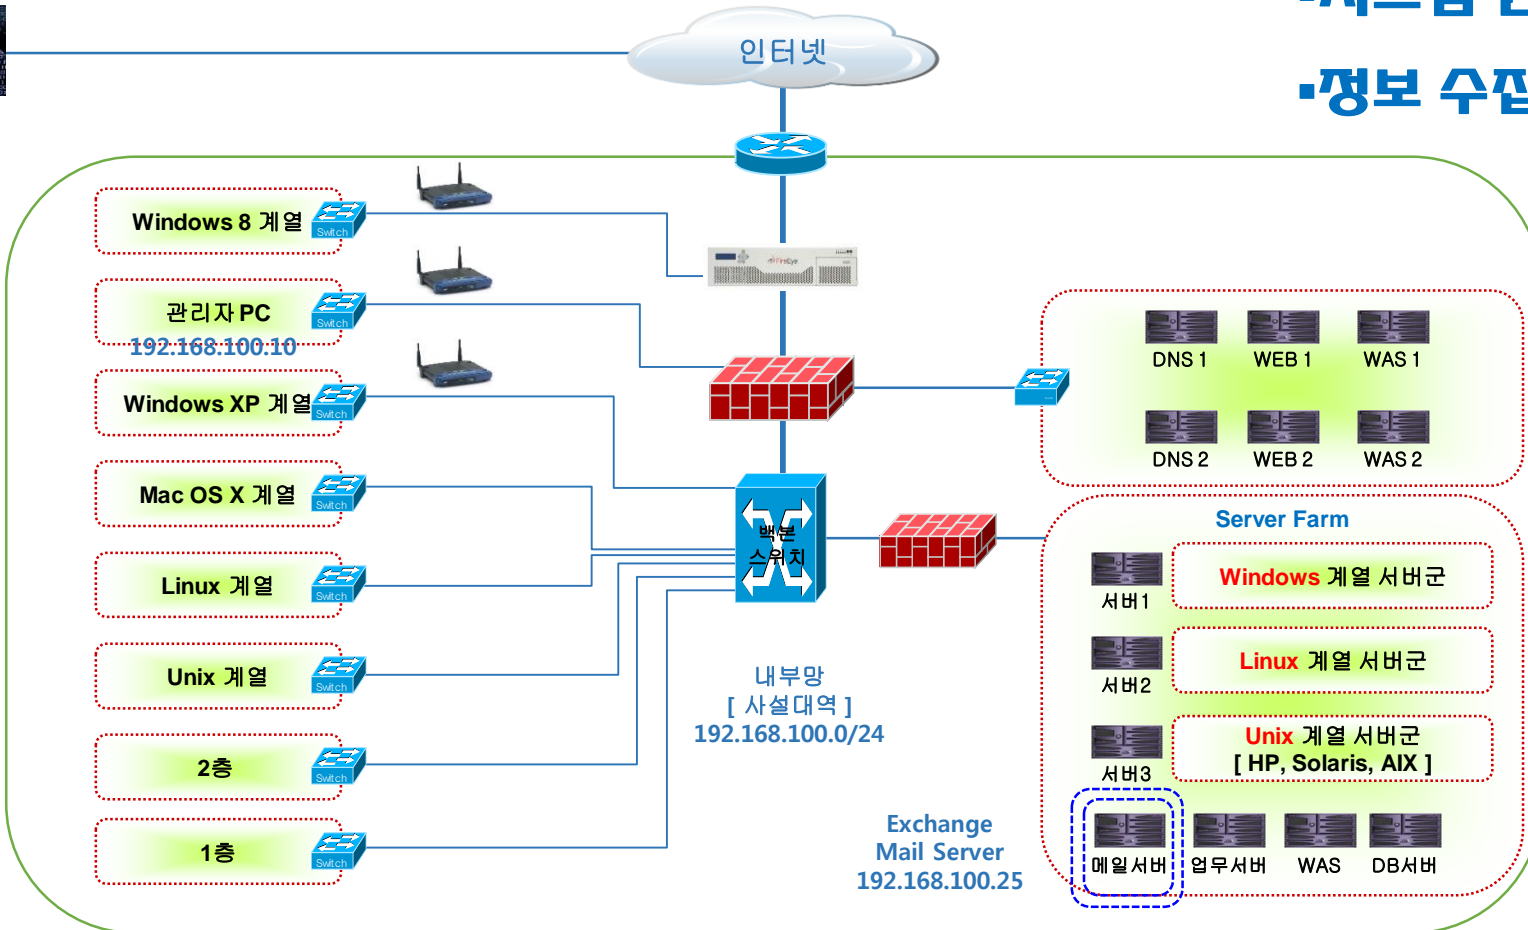 인터넷
▪정보 수집
Windows 8 계열
Switch
FireEye
관리자 PC
Switch
192.168.100.10
Windows XP 계열
Switch
Mac OS X 계열
Switch
Linux 계열
Switch
Unix 계열
Switch
2층
Switch
1층
Switch
백본
스위치
내부망
[ 사설대역 ]
192.168.100.0/24
Exchange
Mail Server
192.168.100.25
DNS 1
WEB 1
WAS 1
DNS 2
WEB 2
WAS 2
Server Farm
서버1
Windows 계열 서버군
서버2
Linux 계열 서버군
서버3
Unix 계열 서버군
[ HP, Solaris, AIX ]
메일서버
업무서버
WAS
DB서버